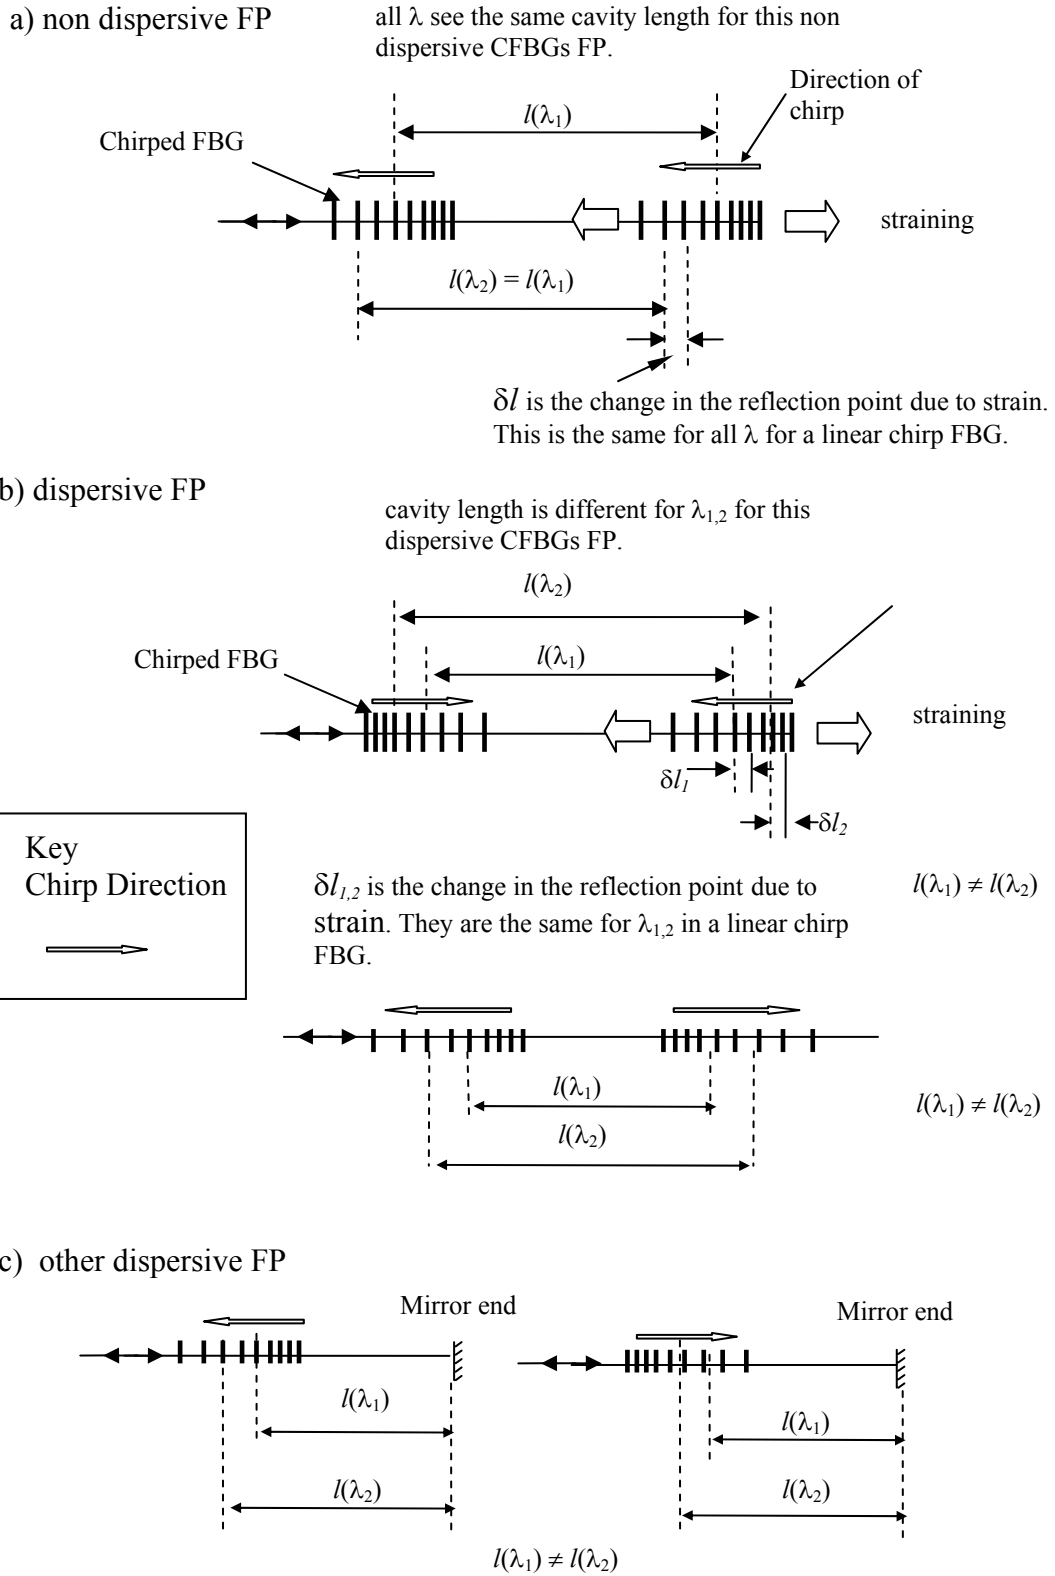 a) non dispersive FP
all λ see the same cavity length for this non
dispersive CFBGs FP.
Direction of
chirp
l(λ₁)
Chirped FBG
straining
l(λ₂) = l(λ₁)
δl is the change in the reflection point due to strain.
This is the same for all λ for a linear chirp FBG.
b) dispersive FP
cavity length is different for λ₁,₂ for this
dispersive CFBGs FP.
l(λ₂)
Chirped FBG
l(λ₁)
straining
δl₁
δl₂
Key
Chirp Direction
δl₁,₂ is the change in the reflection point due to
strain. They are the same for λ₁,₂ in a linear chirp
FBG.
l(λ₁) ≠ l(λ₂)
l(λ₁)
l(λ₂)
l(λ₁) ≠ l(λ₂)
c) other dispersive FP
Mirror end
Mirror end
l(λ₁)
l(λ₂)
l(λ₁)
l(λ₂)
l(λ₁) ≠ l(λ₂)